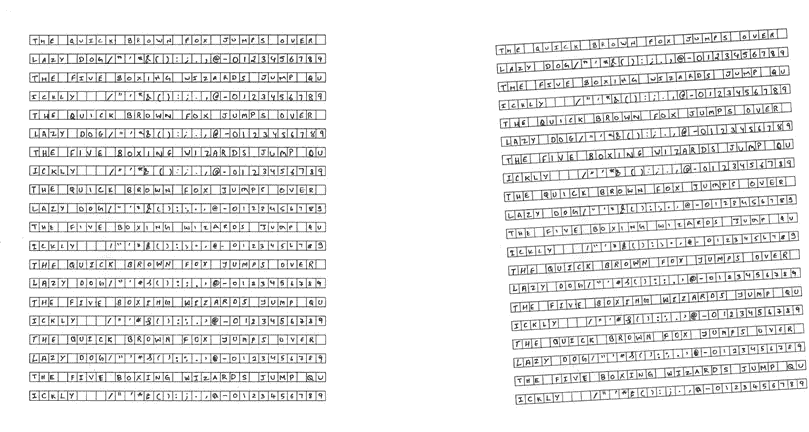 THE QUICK BROWN FOX JUMPS OVER
LAZY DOG/"'*&():;.,@-0123456789
THE FIVE BOXING WIZARDS JUMP QU
ICKLY /"'*&():;.,@-0123456789
THE QUICK BROWN FOX JUMPS OVER
LAZY DOG/"'*&():;.,@-0123456789
THE FIVE BOXING WIZARDS JUMP QU
ICKLY /"'*&():;.,@-0123456789
THE QUICK BROWN FOX JUMPS OVER
LAZY DOG/"'*&():;.,@-0123456789
THE FIVE BOXING WIZARDS JUMP QU
ICKLY /"'*&():;.,@-0123456789
THE QUICK BROWN FOX JUMPS OVER
LAZY DOG/"'*&():;.,@-0123456789
THE FIVE BOXING WIZARDS JUMP QU
ICKLY /"'*&():;.,@-0123456789
THE QUICK BROWN FOX JUMPS OVER
LAZY DOG/"'*&():;.,@-0123456789
THE FIVE BOXING WIZARDS JUMP QU
ICKLY /"'*&():;.,@-0123456789
THE QUICK BROWN FOX JUMPS OVER
LAZY DOG/"'*&():;.,@-0123456789
THE FIVE BOXING WIZARDS JUMP QU
ICKLY /"'*&():;.,@-0123456789
THE QUICK BROWN FOX JUMPS OVER
LAZY DOG/"'*&():;.,@-0123456789
THE FIVE BOXING WIZARDS JUMP QU
ICKLY /"'*&():;.,@-0123456789
THE QUICK BROWN FOX JUMPS OVER
LAZY DOG/"'*&():;.,@-0123456789
THE FIVE BOXING WIZARDS JUMP QU
ICKLY /"'*&():;.,@-0123456789
THE QUICK BROWN FOX JUMPS OVER
LAZY DOG/"'*&():;.,@-0123456789
THE FIVE BOXING WIZARDS JUMP QU
ICKLY /"'*&():;.,@-0123456789
THE QUICK BROWN FOX JUMPS OVER
LAZY DOG/"'*&():;.,@-0123456789
THE FIVE BOXING WIZARDS JUMP QU
ICKLY /"'*&():;.,@-0123456789